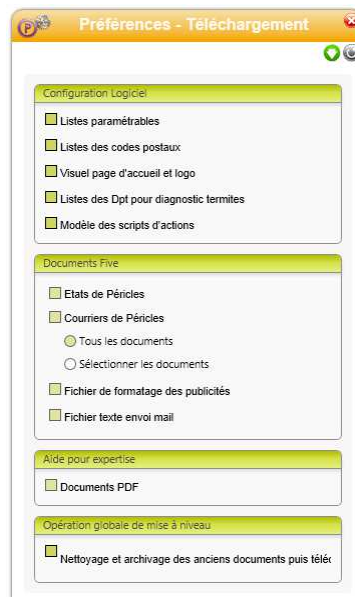 P
Préférences - Téléchargement
Configuration Logiciel
Listes paramétrables
Listes des codes postaux
Visuel page d'accueil et logo
Listes des Dpt pour diagnostic termites
Modèle des scripts d'actions
Documents Five
Etats de Péricles
Courriers de Péricles
Tous les documents
Sélectionner les documents
Fichier de formatage des publicités
Fichier texte envoi mail
Aide pour expertise
Documents PDF
Opération globale de mise à niveau
Nettoyage et archivage des anciens documents puis téléc